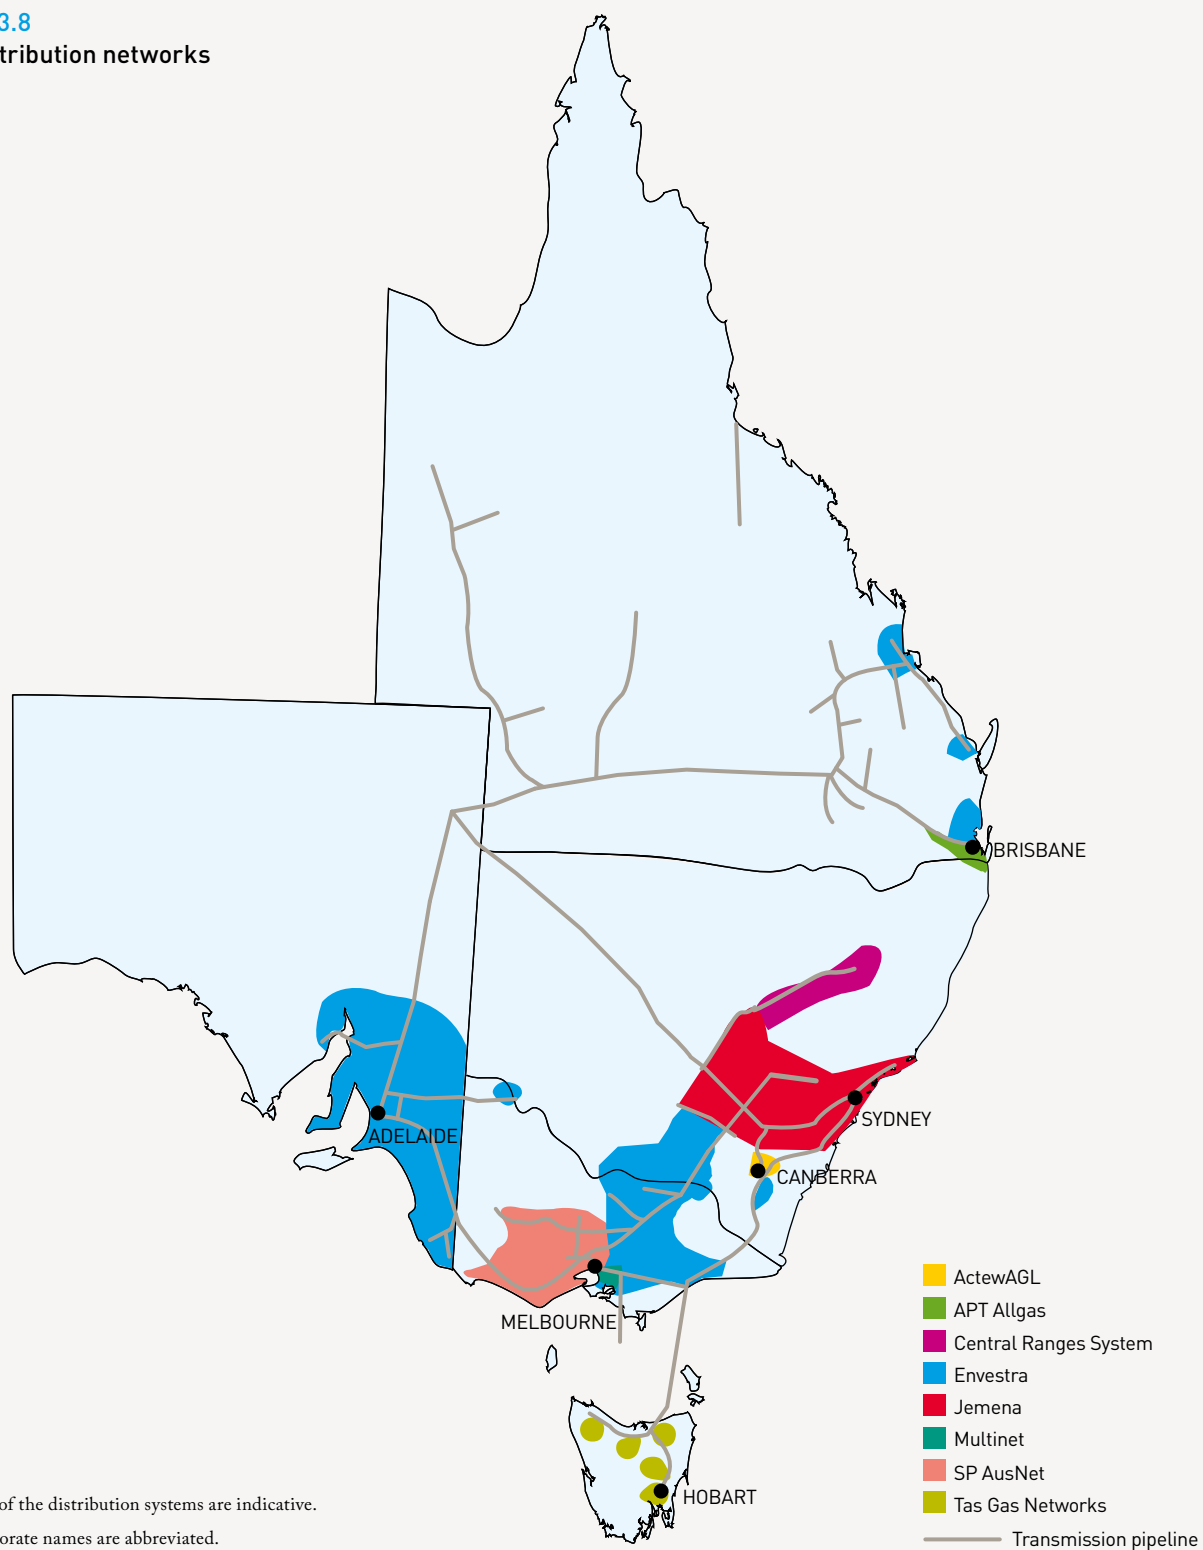 3.8
tribution networks
BRISBANE
SYDNEY
ADELAIDE
CANBERRA
MELBOURNE
HOBART
ActewAGL
APT Allgas
Central Ranges System
Envestra
Jemena
Multinet
SP AusNet
Tas Gas Networks
Transmission pipeline
of the distribution systems are indicative.
orate names are abbreviated.